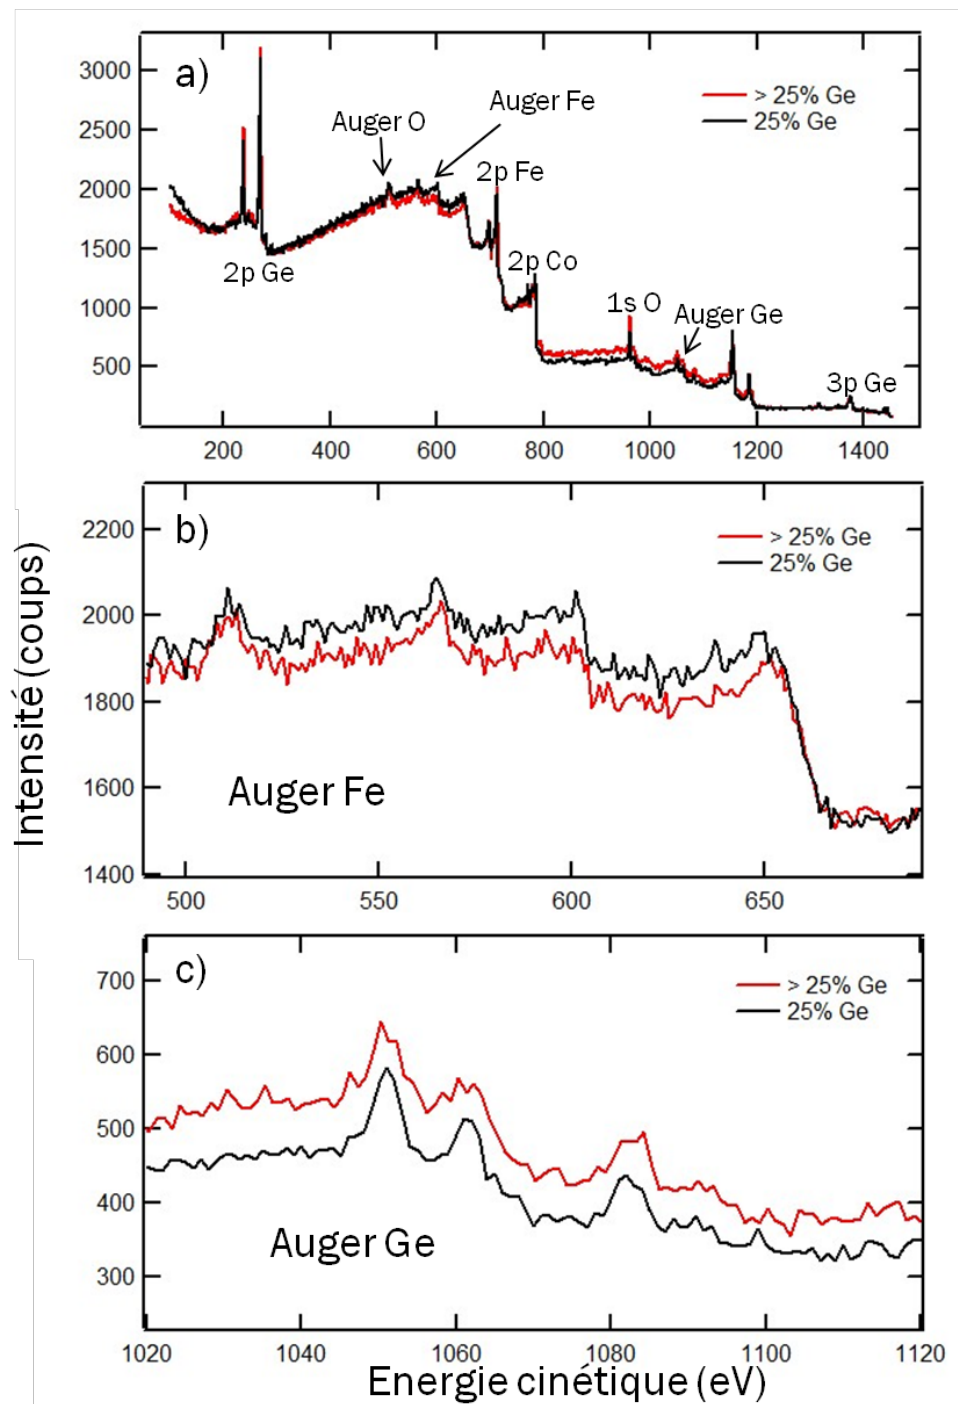 a)
3000
2500
2000
1500
1000
500
Auger O
Auger Fe
> 25% Ge
25% Ge
2p Fe
2p Ge
2p Co
1s O
Auger Ge
3p Ge
200 400 600 800 1000 1200 1400
b)
2200
2000
1800
1600
1400
> 25% Ge
25% Ge
Auger Fe
500 550 600 650
Intensité (coups)
c)
700
600
500
400
300
> 25% Ge
25% Ge
Auger Ge
1020 1040 1060 1080 1100 1120
Energie cinétique (eV)